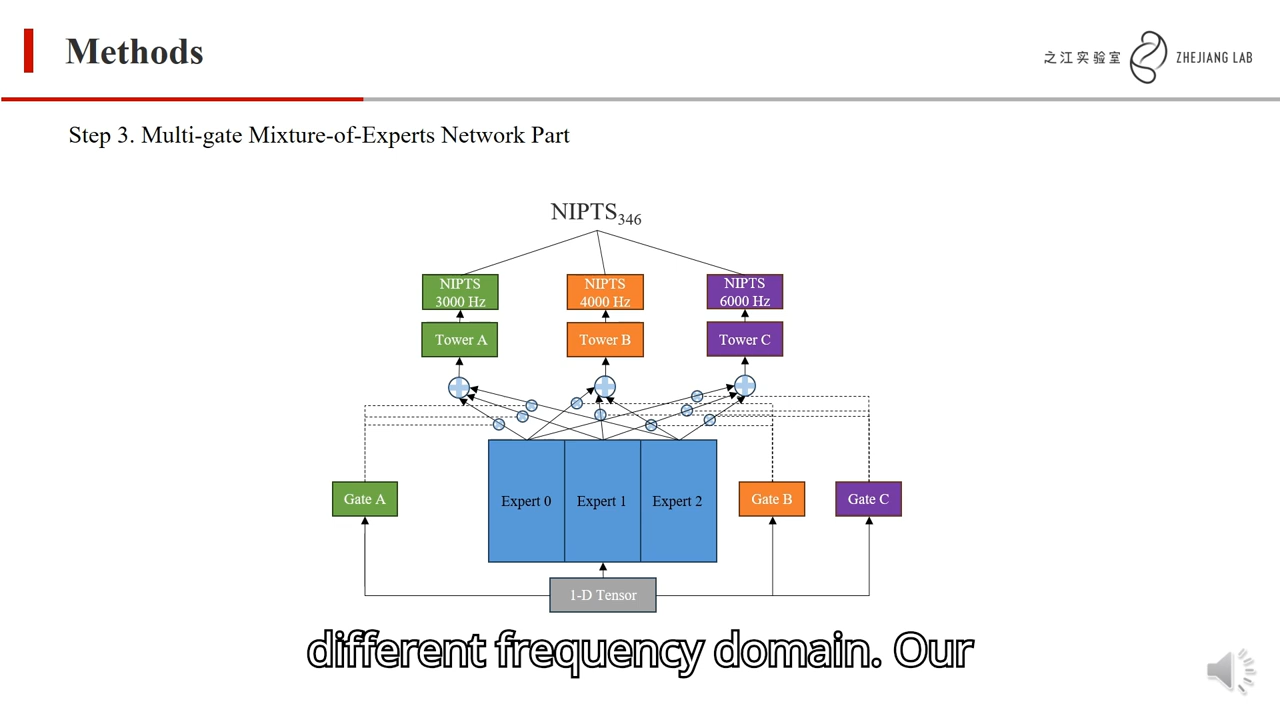 Methods
之江实验室 ZHEJIANG LAB
Step 3. Multi-gate Mixture-of-Experts Network Part
NIPTS346
NIPTS
3000 Hz
NIPTS
4000 Hz
NIPTS
6000 Hz
Tower A
Tower B
Tower C
Gate A
Expert 0
Expert 1
Expert 2
Gate B
Gate C
1-D Tensor
different frequency domain. Our